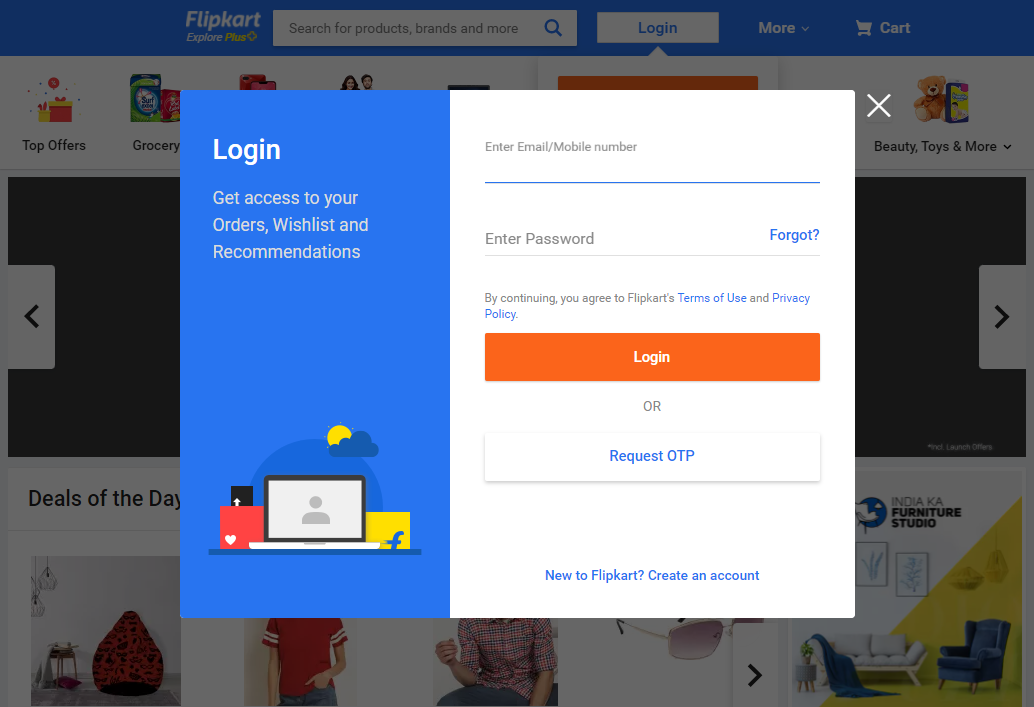 Flipkart
Explore Plus
Search for products, brands and more
Login
More
Cart
Top Offers
Grocery
Beauty, Toys & More
Login
Get access to your
Orders, Wishlist and
Recommendations
Enter Email/Mobile number
Enter Password
Forgot?
By continuing, you agree to Flipkart's Terms of Use and Privacy
Policy.
Login
OR
Request OTP
New to Flipkart? Create an account
*Incl. Launch Offers
Deals of the Day
INDIA KA
FURNITURE
STUDIO